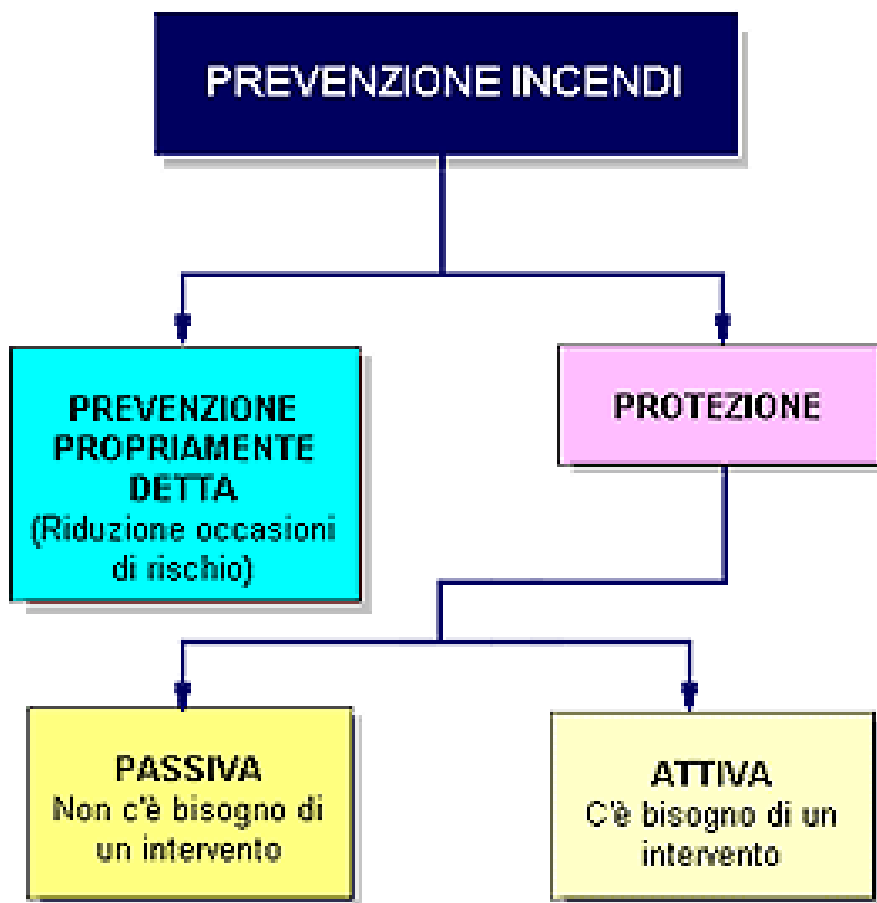 PREVENZIONE INCENDI
PREVENZIONE
PROPRIAMENTE
DETTA
(Riduzione occasioni
di rischio)
PROTEZIONE
PASSIVA
Non c'è bisogno di
un intervento
ATTIVA
C'è bisogno di un
intervento